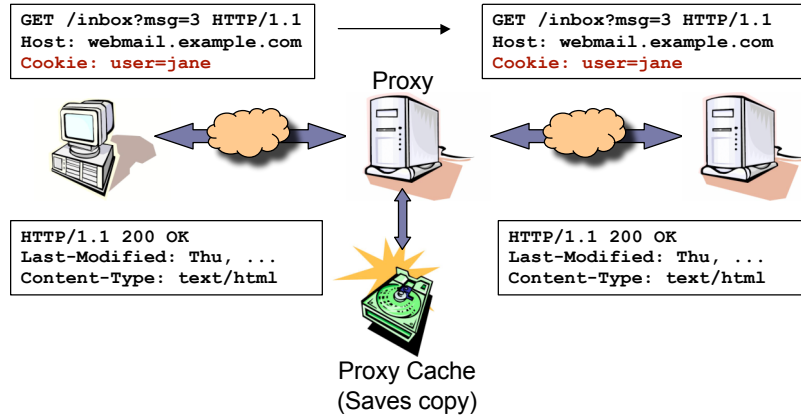 GET /inbox?msg=3 HTTP/1.1
Host: webmail.example.com
Cookie: user=jane
GET /inbox?msg=3 HTTP/1.1
Host: webmail.example.com
Cookie: user=jane
Proxy
HTTP/1.1 200 OK
Last-Modified: Thu, ...
Content-Type: text/html
HTTP/1.1 200 OK
Last-Modified: Thu, ...
Content-Type: text/html
Proxy Cache
(Saves copy)